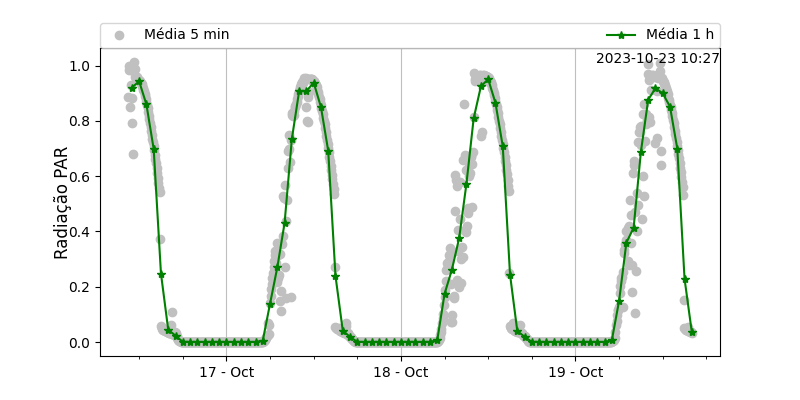 Média 5 min
Média 1 h
2023-10-23 10:27
Radiação PAR
1.0
0.8
0.6
0.4
0.2
0.0
17 - Oct
18 - Oct
19 - Oct